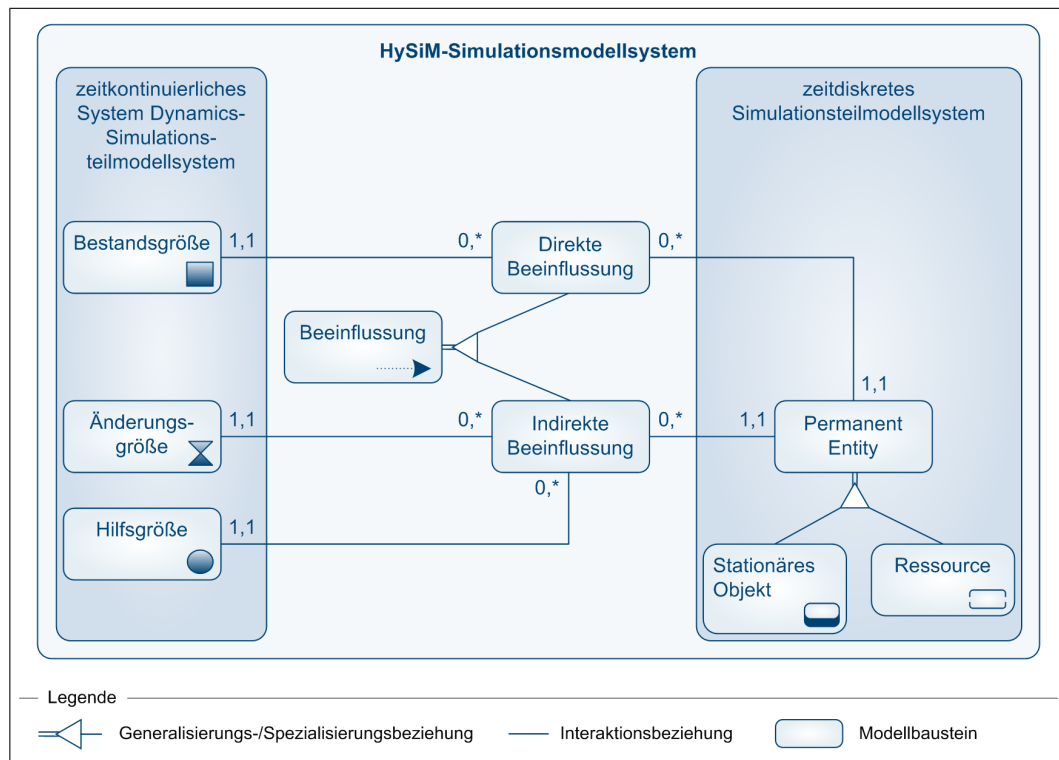 HySiM-Simulationsmodellsystem
zeitkontinuierliches
System Dynamics-
Simulations-
teilmodellsystem
zeitdiskretes
Simulationsteilmodellsystem
Bestandsgröße
1,1
0,*
Direkte
Beeinflussung
0,*
Beeinflussung
1,1
Änderungs-
größe
1,1
0,*
Indirekte
Beeinflussung
0,*
1,1
Permanent
Entity
0,*
Hilfsgröße
1,1
Stationäres
Objekt
Ressource
Legende
Generalisierungs-/Spezialisierungsbeziehung
Interaktionsbeziehung
Modellbaustein